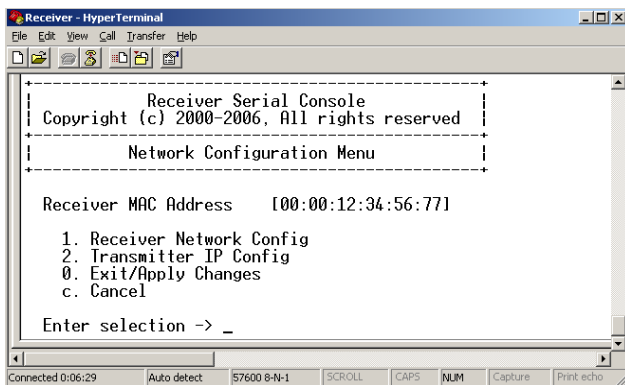 Receiver - HyperTerminal
File Edit View Call Transfer Help
Receiver Serial Console
Copyright (c) 2000-2006, All rights reserved
Network Configuration Menu
Receiver MAC Address [00:00:12:34:56:77]
1. Receiver Network Config
2. Transmitter IP Config
0. Exit/Apply Changes
c. Cancel
Enter selection -> _
Connected 0:06:29 Auto detect 57600 8-N-1 SCROLL CAPS NUM Capture Print echo